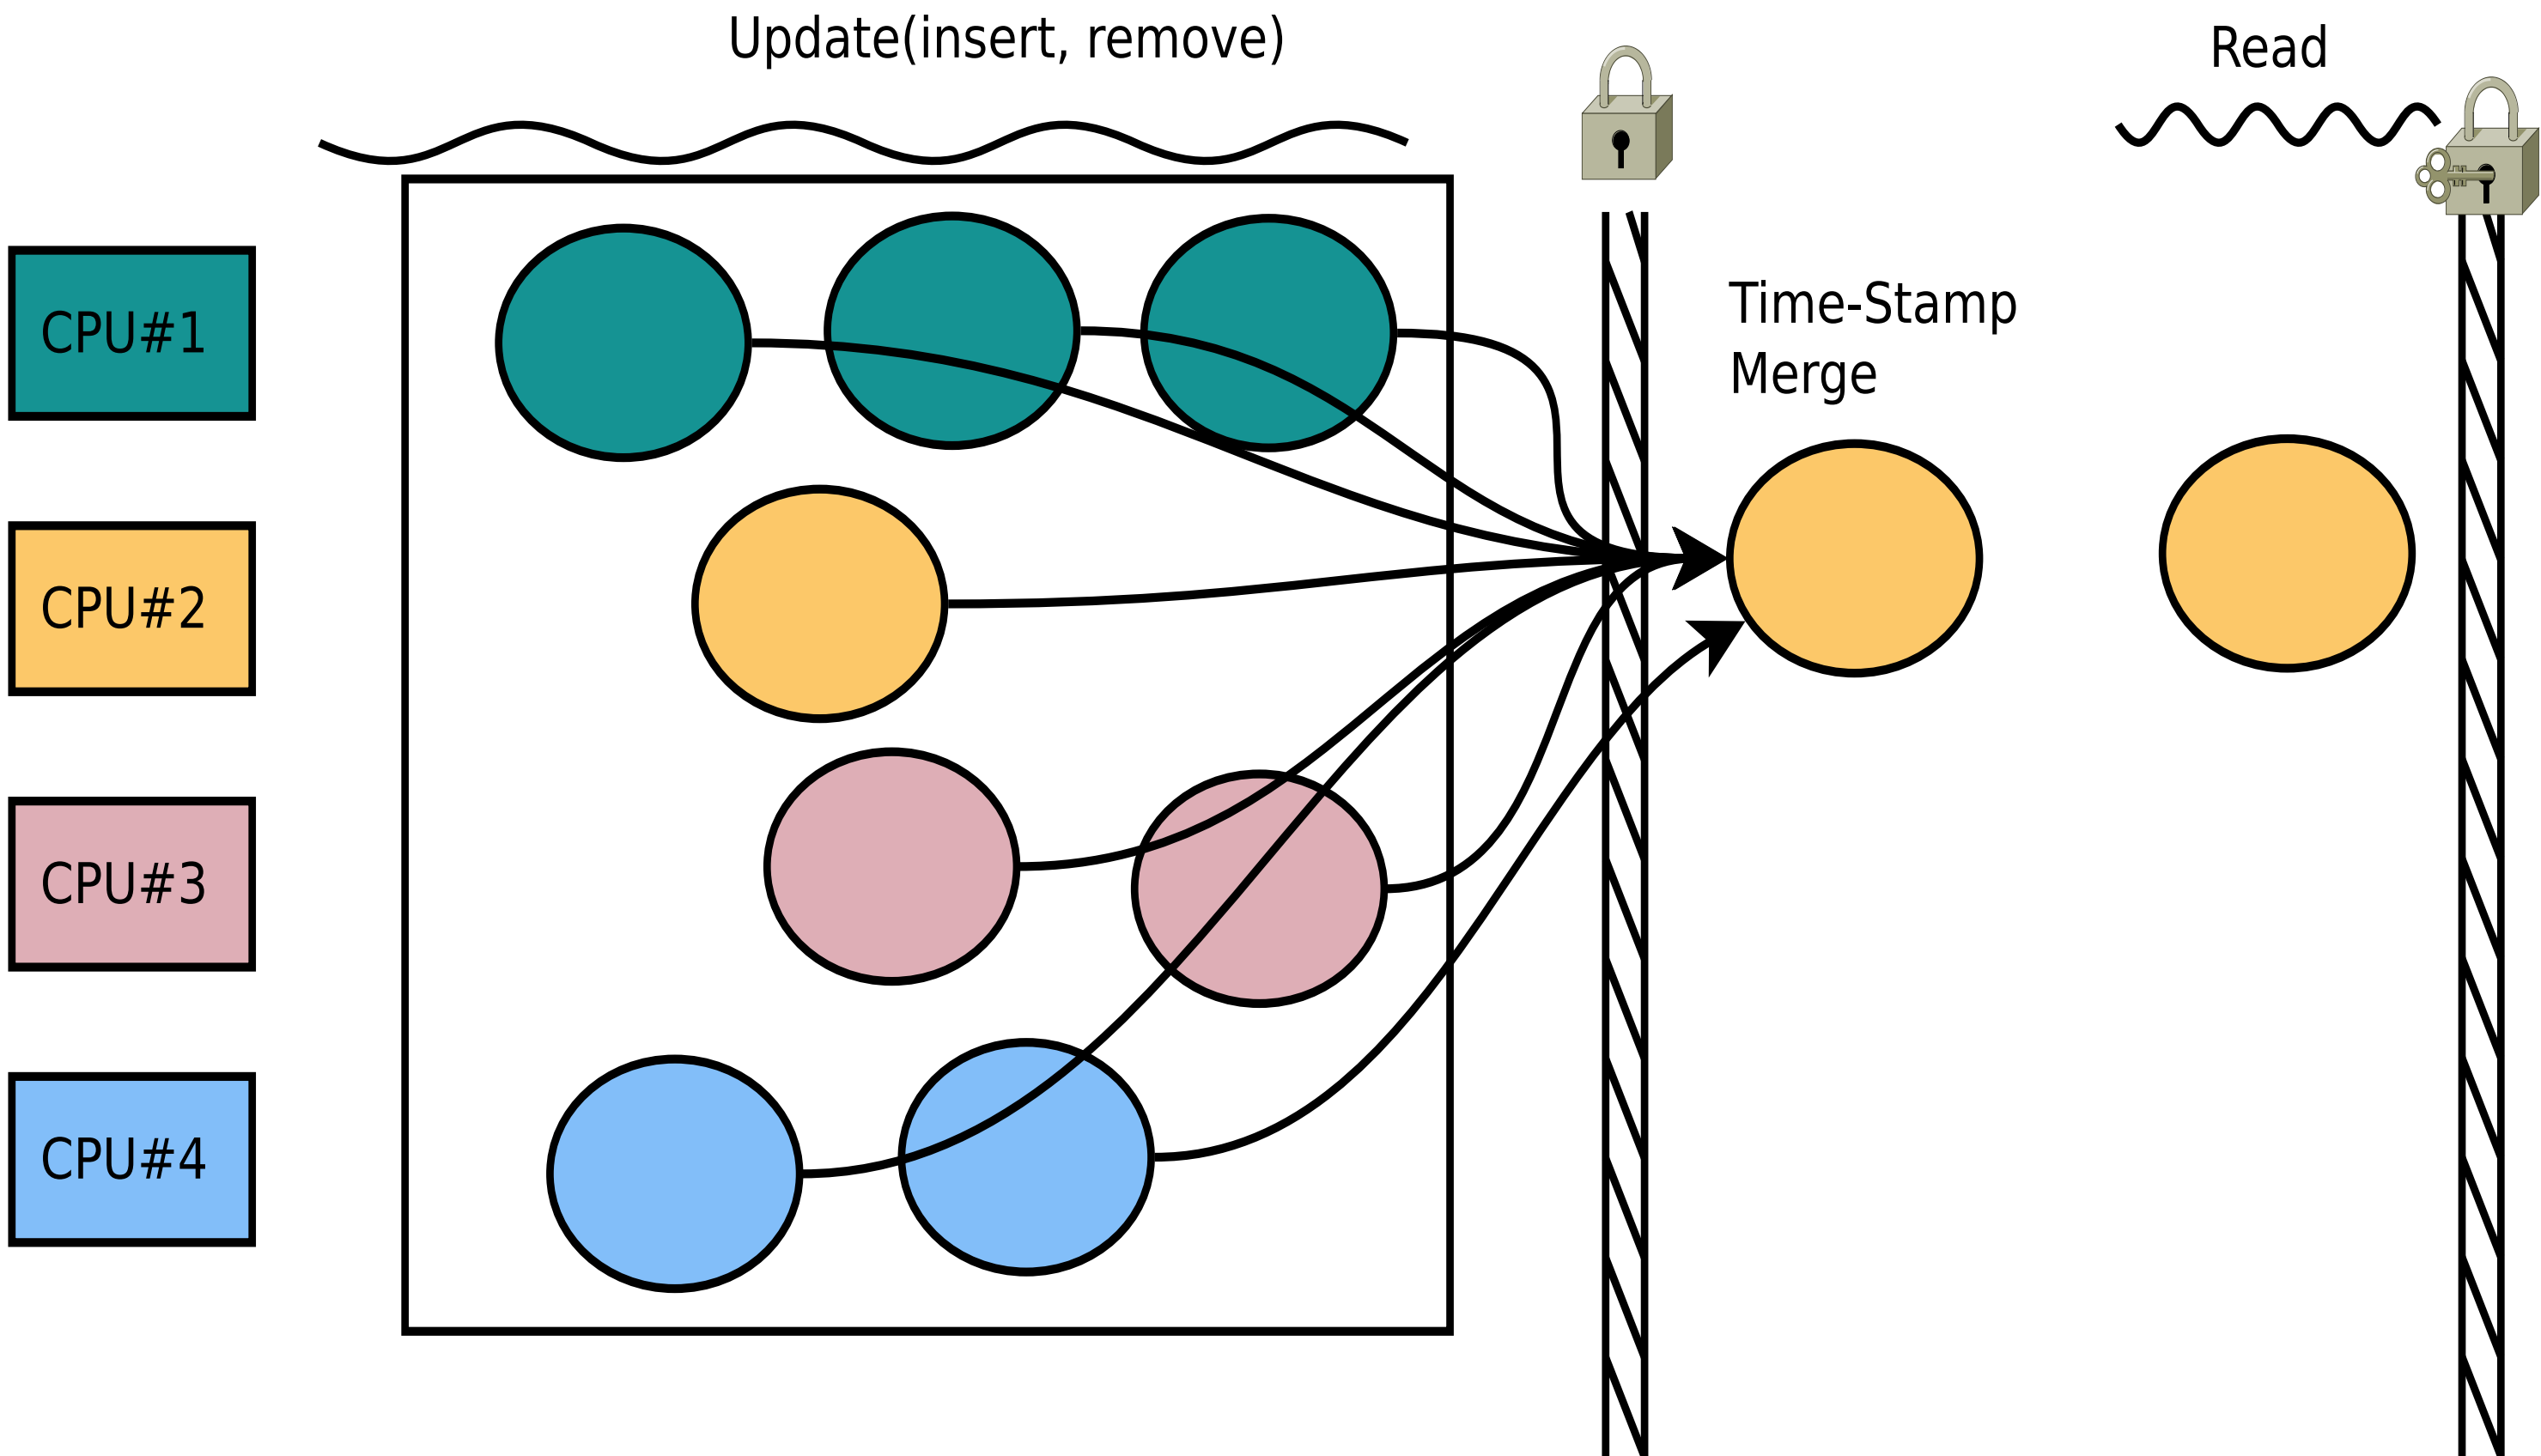 Update(insert, remove)
Read
CPU#1
Time-Stamp
Merge
CPU#2
CPU#3
CPU#4